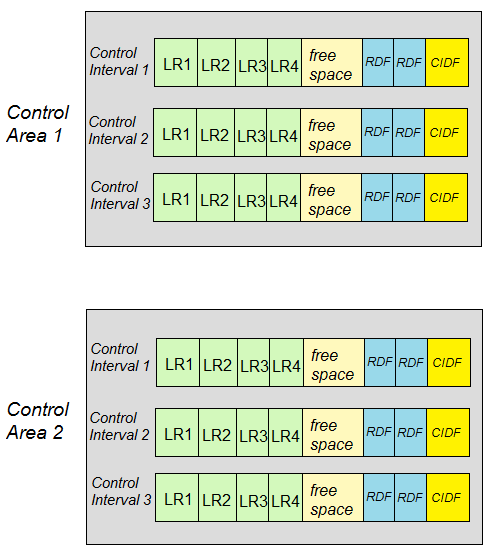 Control
Interval 1
LR1 LR2 LR3 LR4 free space RDF RDF CIDF
Control
Area 1
Control
Interval 2
LR1 LR2 LR3 LR4 free space RDF RDF CIDF
Control
Interval 3
LR1 LR2 LR3 LR4 free space RDF RDF CIDF
Control
Interval 1
LR1 LR2 LR3 LR4 free space RDF RDF CIDF
Control
Area 2
Control
Interval 2
LR1 LR2 LR3 LR4 free space RDF RDF CIDF
Control
Interval 3
LR1 LR2 LR3 LR4 free space RDF RDF CIDF